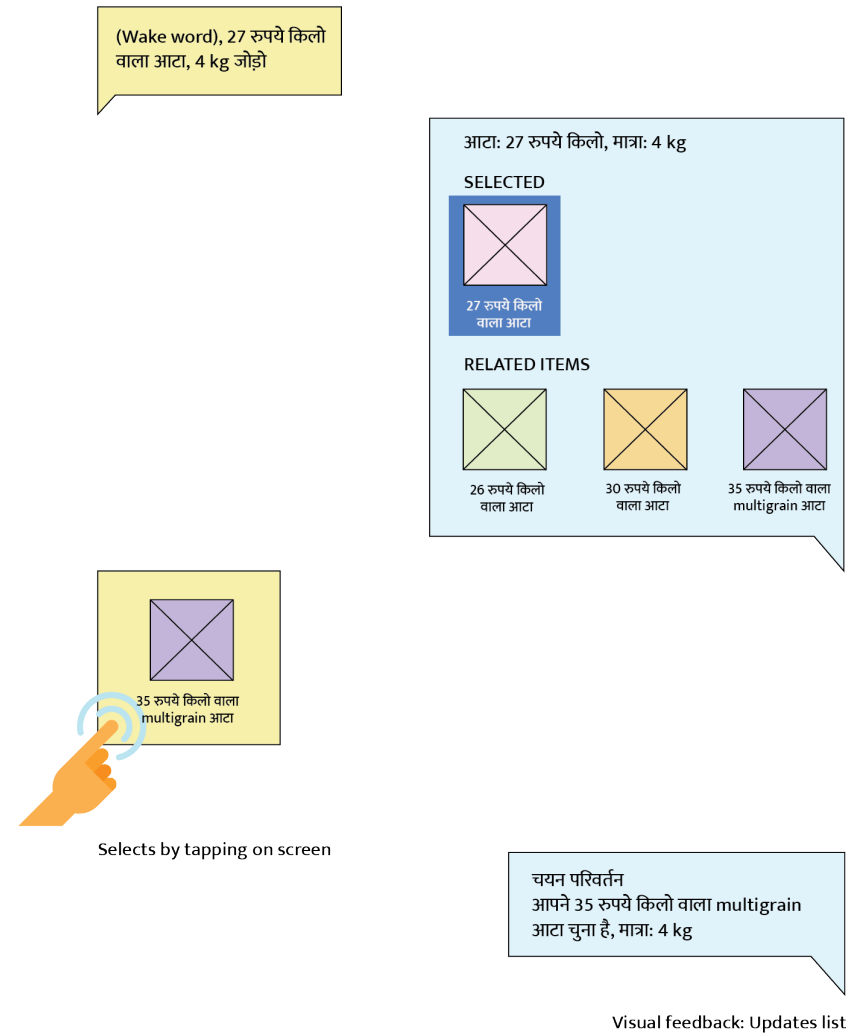 (Wake word), 27 रुपये किलो
वाला आटा, 4 kg जोड़ो
आटा: 27 रुपये किलो, मात्रा: 4 kg
SELECTED
27 रुपये किलो
वाला आटा
RELATED ITEMS
26 रुपये किलो
वाला आटा
30 रुपये किलो
वाला आटा
35 रुपये किलो वाला
multigrain आटा
35 रुपये किलो वाला
multigrain आटा
Selects by tapping on screen
चयन परिवर्तन
आपने 35 रुपये किलो वाला multigrain
आटा चुना है, मात्रा: 4 kg
Visual feedback: Updates list